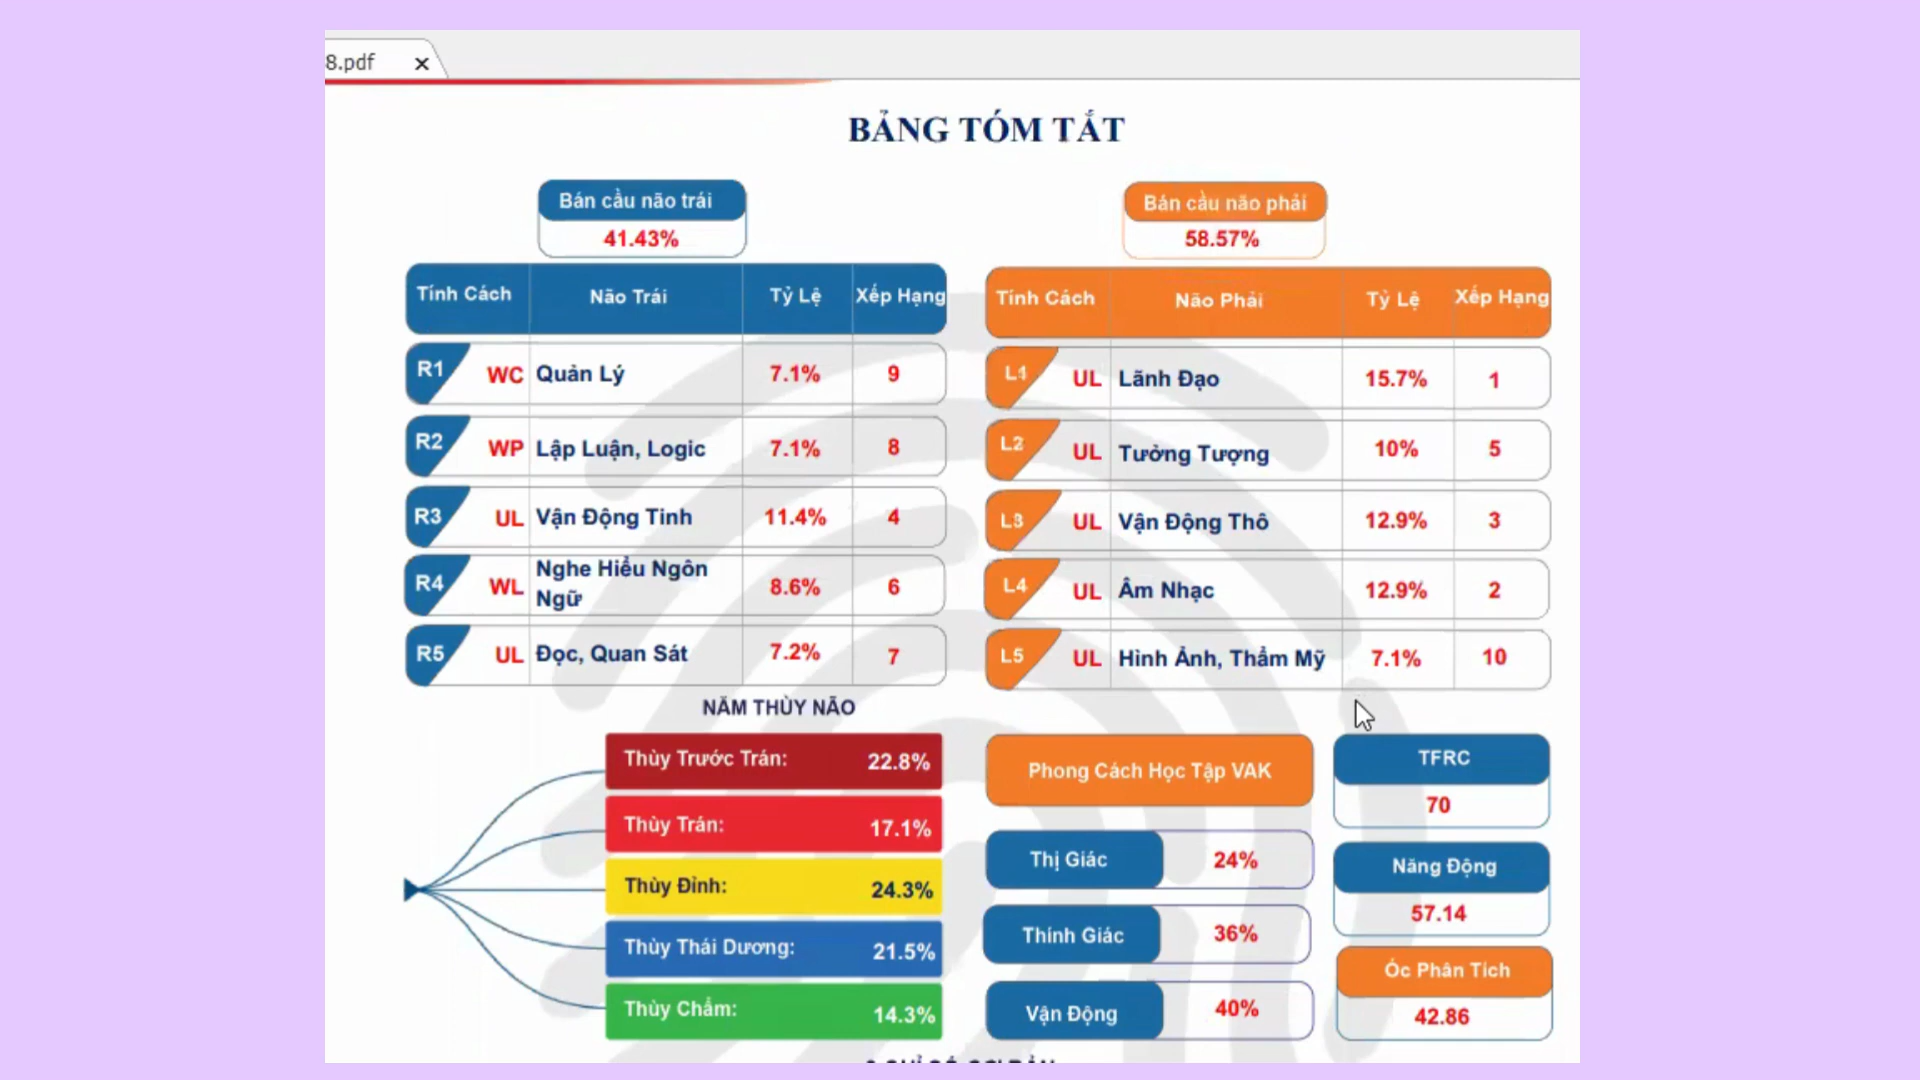 8.pdf
BẢNG TÓM TẮT
Bán cầu não trái
41.43%
Bán cầu não phải
58.57%
Tính Cách Não Trái Tỷ Lệ Xếp Hạng
R1 WC Quản Lý 7.1% 9
R2 WP Lập Luận, Logic 7.1% 8
R3 UL Vận Động Tinh 11.4% 4
R4 WL Nghe Hiểu Ngôn Ngữ 8.6% 6
R5 UL Đọc, Quan Sát 7.2% 7
Tính Cách Não Phải Tỷ Lệ Xếp Hạng
L1 UL Lãnh Đạo 15.7% 1
L2 UL Tưởng Tượng 10% 5
L3 UL Vận Động Thô 12.9% 3
L4 UL Âm Nhạc 12.9% 2
L5 UL Hình Ảnh, Thẩm Mỹ 7.1% 10
NĂM THÙY NÃO
Thùy Trước Trán: 22.8%
Thùy Trán: 17.1%
Thùy Đỉnh: 24.3%
Thùy Thái Dương: 21.5%
Thùy Chẩm: 14.3%
Phong Cách Học Tập VAK
Thị Giác 24%
Thính Giác 36%
Vận Động 40%
TFRC
70
Năng Động
57.14
Óc Phân Tích
42.86